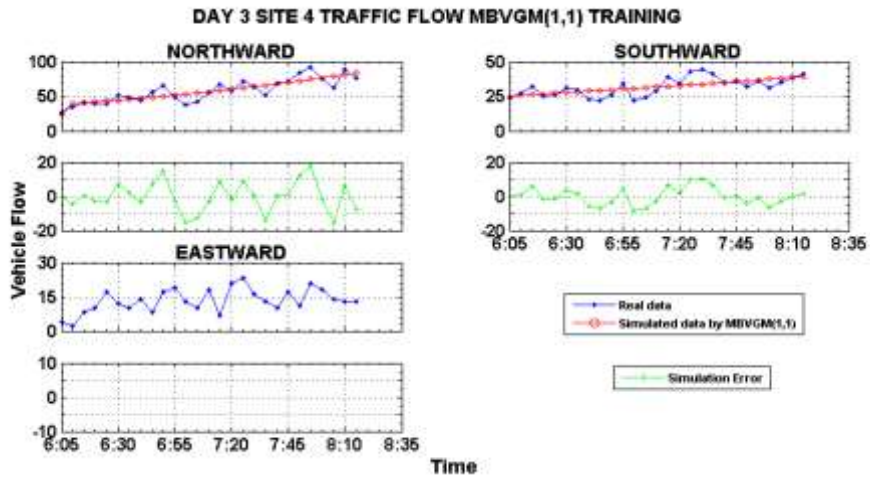 DAY 3 SITE 4 TRAFFIC FLOW MBVGM(1,1) TRAINING
NORTHWARD
100
50
0
20
0
-20
EASTWARD
30
15
0
10
0
-10
6:05 6:30 6:55 7:20 7:45 8:10 8:35
Vehicle Flow
SOUTHWARD
50
25
0
20
0
-20
6:05 6:30 6:55 7:20 7:45 8:10 8:35
Real data
Simulated data by MBVGM(1,1)
Simulation Error
Time